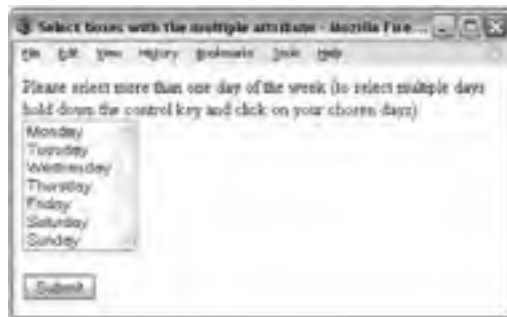 Select boxes with the multiple attribute - Mozilla Fire...
File Edit View History Bookmarks Tools Help
Please select more than one day of the week (to select multiple days
hold down the control key and click on your chosen days)
Monday
Tuesday
Wednesday
Thursday
Friday
Saturday
Sunday
Submit